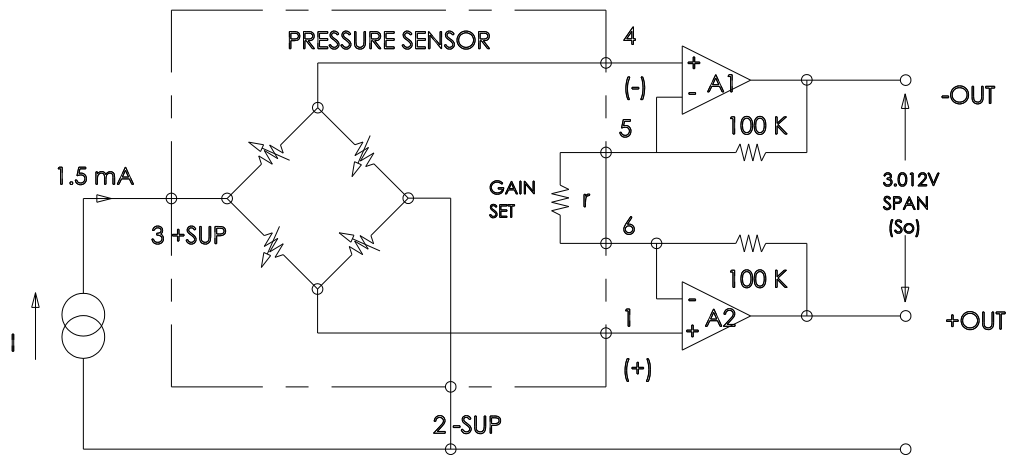 PRESSURE SENSOR
4
+
A1
-
(-)
-OUT
5
100 K
1.5 mA
GAIN
SET
r
3.012V
SPAN
(So)
3 +SUP
6
100 K
-
A2
+
1
+OUT
I
(+)
2 -SUP